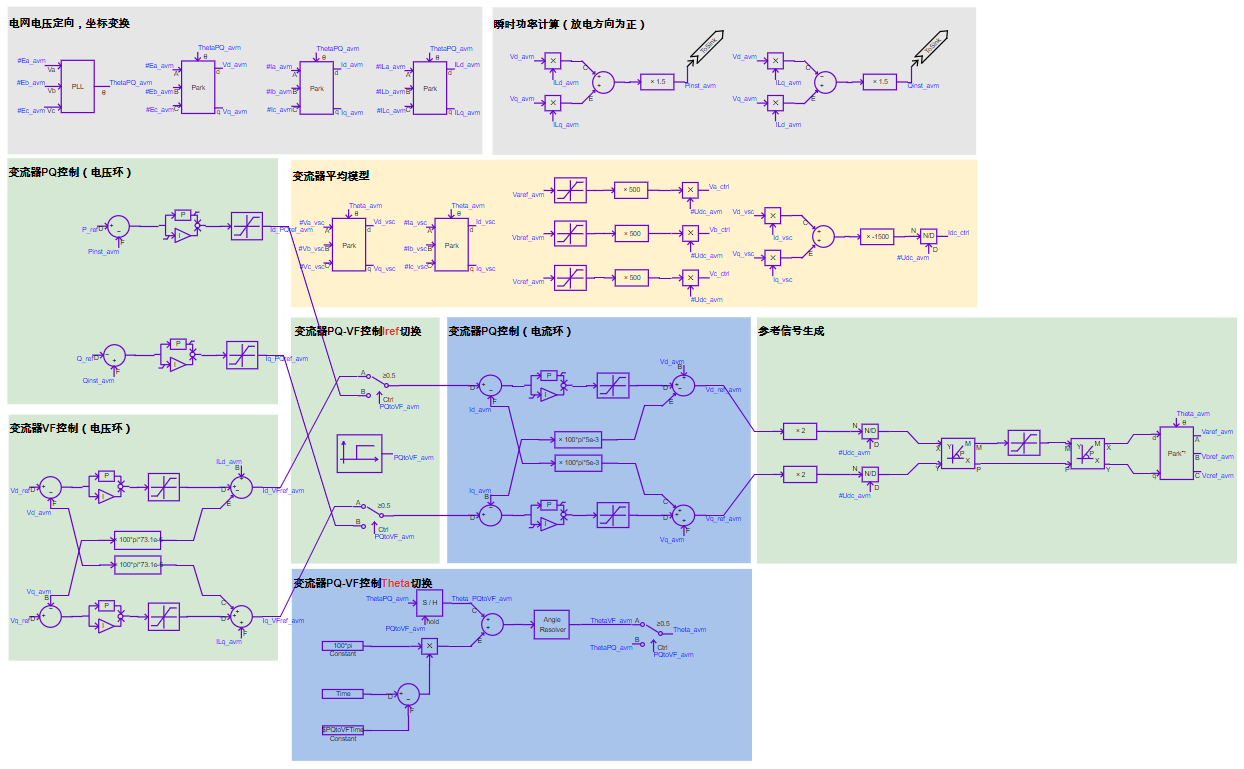 电网电压定向，坐标变换
ThetaPQ_avm
ThetaPQ_avm
ThetaPQ_avm
#Ea_avm
Va
#Eb_avm
Vb
#Ec_avm
Vc
PLL
θ
ThetaPQ_avm
#Ea_avm
A
#Eb_avm
B
#Ec_avm
C
θ
Park
d
q
Vd_avm
Vq_avm
#Ia_avm
A
#Ib_avm
B
#Ic_avm
C
θ
Park
d
q
Id_avm
Iq_avm
#ILa_avm
A
#ILb_avm
B
#ILc_avm
C
θ
Park
d
q
ILd_avm
ILq_avm
瞬时功率计算（放电方向为正）
Vd_avm
×
ILd_avm
Vq_avm
×
ILq_avm
C
+
+
E
× 1.5
Pinst_avm
ToSink
Vd_avm
×
ILq_avm
Vq_avm
×
ILd_avm
C
-
+
E
× 1.5
Qinst_avm
ToSink
变流器PQ控制（电压环）
P_ref
D
+
-
F
Pinst_avm
P
I
Id_PQref_avm
Q_ref
D
-
+
F
Qinst_avm
P
I
Iq_PQref_avm
变流器平均模型
Theta_avm
#Va_vsc
A
#Vb_vsc
B
#Vc_vsc
C
θ
Park
d
q
Vd_vsc
Vq_vsc
Theta_avm
#Ia_vsc
A
#Ib_vsc
B
#Ic_vsc
C
θ
Park
d
q
Id_vsc
Iq_vsc
Varef_avm
× 500
×
Va_ctrl
#Udc_avm
Vbref_avm
× 500
×
Vb_ctrl
#Udc_avm
Vcref_avm
× 500
×
Vc_ctrl
#Udc_avm
Vd_vsc
×
Id_vsc
Vq_vsc
×
Iq_vsc
C
+
+
E
× -1500
N
N/D
D
#Udc_avm
Idc_ctrl
变流器VF控制（电压环）
Vd_ref
D
+
-
F
Vd_avm
P
I
ILd_avm
B
D
E
Id_VFref_avm
100*pi*73.1e-6
100*pi*73.1e-6
Vq_avm
B
Vq_ref
D
P
I
C
D
F
ILq_avm
Iq_VFref_avm
变流器PQ-VF控制Iref切换
A
B
≥0.5
Ctrl
PQtoVF_avm
PQtoVF_avm
A
B
≥0.5
Ctrl
PQtoVF_avm
变流器PQ控制（电流环）
D
+
-
F
Id_avm
P
I
Vd_avm
B
D
E
Vd_ref_avm
× 100*pi*5e-3
× 100*pi*5e-3
Iq_avm
B
D
P
I
C
D
F
Vq_avm
Vq_ref_avm
参考信号生成
× 2
N
N/D
D
#Udc_avm
× 2
N
N/D
D
#Udc_avm
X
Y
Y
P
X
M
M
P
M
P
Y
P
X
M
X
Y
Theta_avm
θ
d
q
Park⁻¹
A
B
C
Varef_avm
Vbref_avm
Vcref_avm
变流器PQ-VF控制Theta切换
ThetaPQ_avm
S / H
hold
PQtoVF_avm
Theta_PQtoVF_avm
C
+
+
E
100*pi
Constant
×
Time
D
+
-
F
$PQtoVFTime
Constant
Angle
Resolver
ThetaVF_avm
A
≥0.5
Theta_avm
ThetaPQ_avm
B
Ctrl
PQtoVF_avm